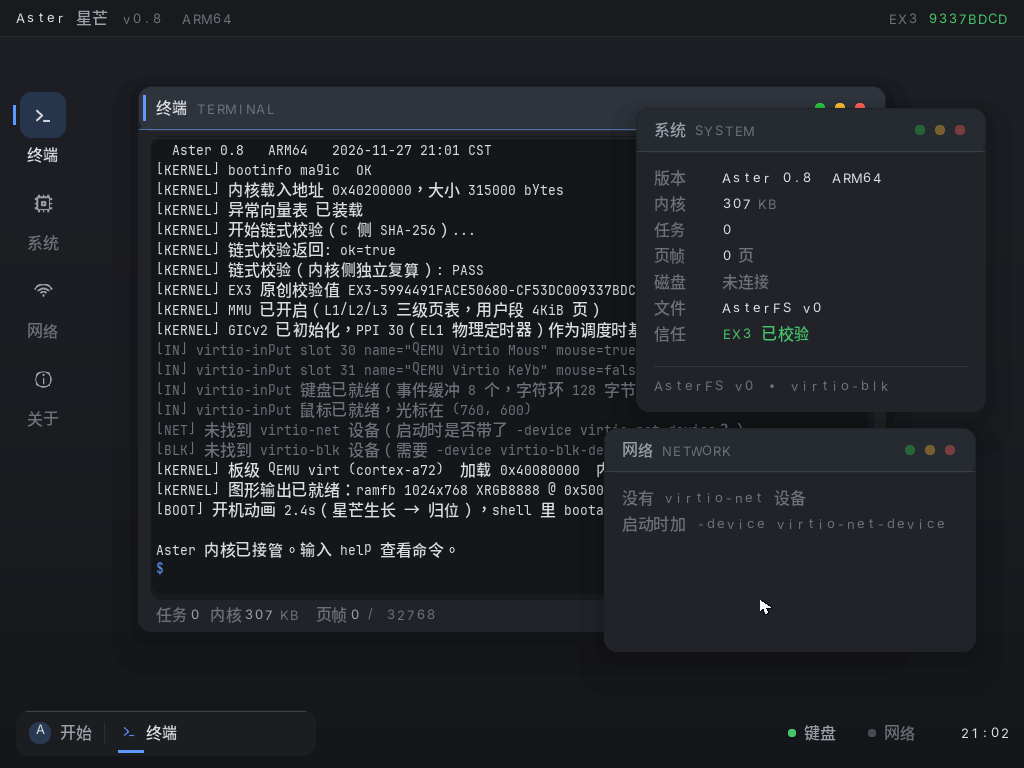 Aster 星芒 v0.8 ARM64
EX3 9337BDCD
终端
系统
网络
关于
终端 TERMINAL
Aster 0.8 ARM64 2026-11-27 21:01 CST
[KERNEL] bootinfo magic OK
[KERNEL] 内核载入地址 0x40200000，大小 315000 bytes
[KERNEL] 异常向量表 已装载
[KERNEL] 开始链式校验（C 侧 SHA-256）...
[KERNEL] 链式校验返回: ok=true
[KERNEL] 链式校验（内核侧独立复算）: PASS
[KERNEL] EX3 原创校验值 EX3-5994491FACE50680-CF53DC009337BDC
[KERNEL] MMU 已开启（L1/L2/L3 三级页表，用户段 4KiB 页）
[KERNEL] GICv2 已初始化，PPI 30（EL1 物理定时器）作为调度时基
[IN] virtio-input slot 30 name="QEMU Virtio Mous" mouse=true
[IN] virtio-input slot 31 name="QEMU Virtio Keyb" mouse=fals
[IN] virtio-input 键盘已就绪（事件缓冲 8 个，字符环 128 字节
[IN] virtio-input 鼠标已就绪，光标在 (760, 600)
[NET] 未找到 virtio-net 设备（启动时是否带了 -device virtio-net-device？）
[BLK] 未找到 virtio-blk 设备（需要 -device virtio-blk-de
[KERNEL] 板级 QEMU virt (cortex-a72) 加载 0x40080000 内
[KERNEL] 图形输出已就绪：ramfb 1024x768 XRGB8888 @ 0x500
[BOOT] 开机动画 2.4s（星芒生长 → 归位），shell 里 boota
Aster 内核已接管。输入 help 查看命令。
$
任务 0 内核 307 KB 页帧 0 / 32768
系统 SYSTEM
版本 Aster 0.8 ARM64
内核 307 KB
任务 0
页帧 0 页
磁盘 未连接
文件 AsterFS v0
信任 EX3 已校验
AsterFS v0 • virtio-blk
网络 NETWORK
没有 virtio-net 设备
启动时加 -device virtio-net-device
A 开始 终端
键盘 网络 21:02